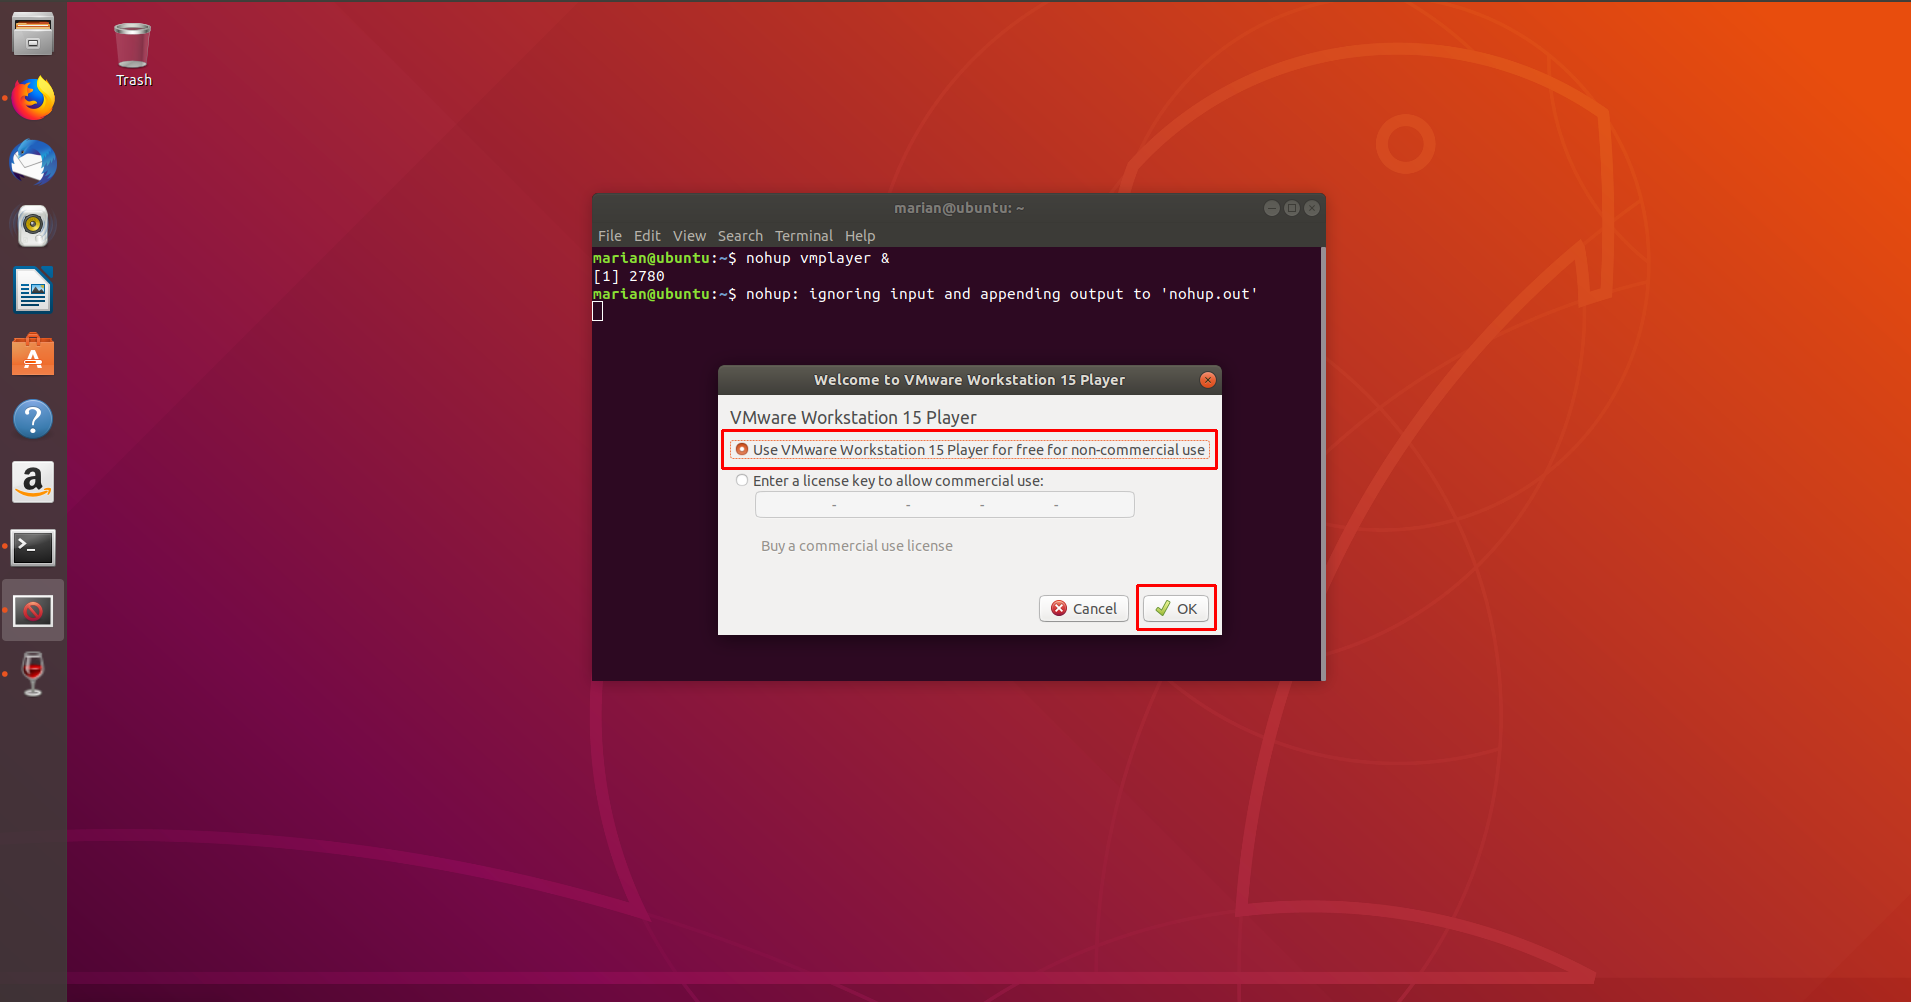 Trash
marian@ubuntu: ~
File Edit View Search Terminal Help
marian@ubuntu:~$ nohup vmplayer &
[1] 2780
marian@ubuntu:~$ nohup: ignoring input and appending output to 'nohup.out'
Welcome to VMware Workstation 15 Player
VMware Workstation 15 Player
Use VMware Workstation 15 Player for free for non-commercial use
Enter a license key to allow commercial use:
- - - -
Buy a commercial use license
Cancel OK